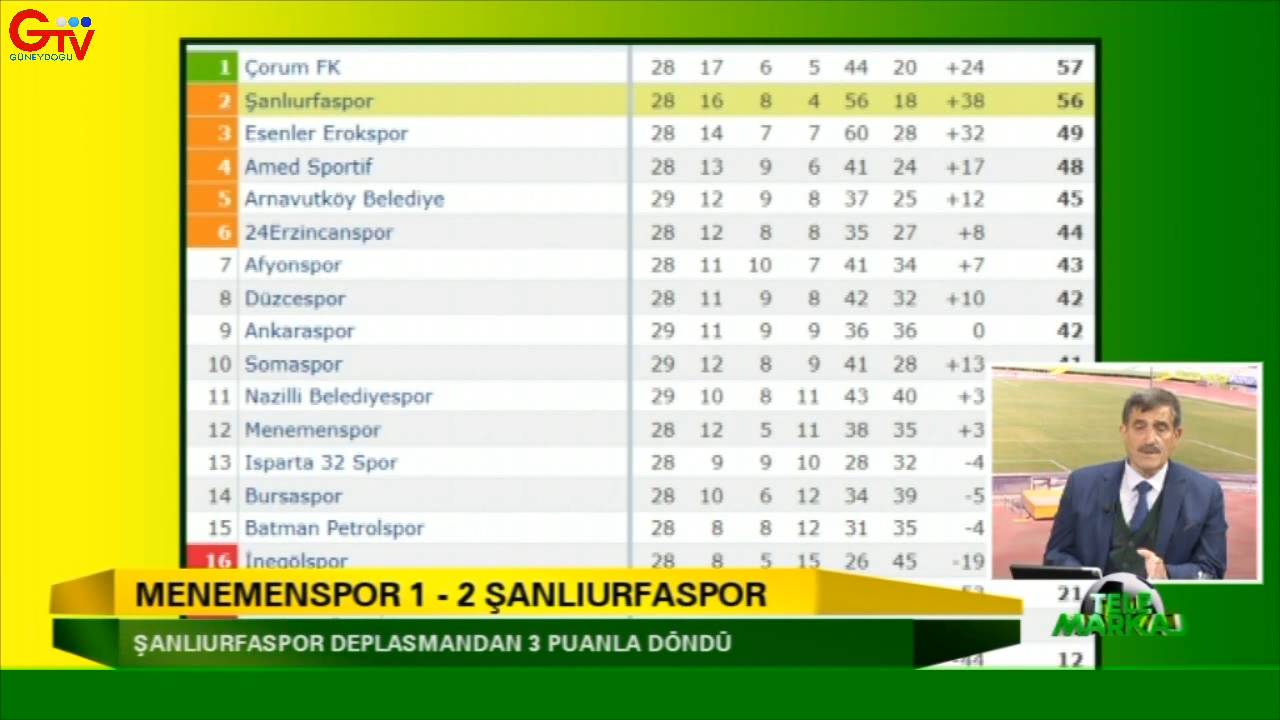 GTV
GÜNEYDOĞU
1 Çorum FK 28 17 6 5 44 20 +24 57
2 Şanlıurfaspor 28 16 8 4 56 18 +38 56
3 Esenler Erokspor 28 14 7 7 60 28 +32 49
4 Amed Sportif 28 13 9 6 41 24 +17 48
5 Arnavutköy Belediye 29 12 9 8 37 25 +12 45
6 24Erzincanspor 28 12 8 8 35 27 +8 44
7 Afyonspor 28 11 10 7 41 34 +7 43
8 Düzcespor 28 11 9 8 42 32 +10 42
9 Ankaraspor 29 11 9 9 36 36 0 42
10 Somaspor 29 12 8 9 41 28 +13 41
11 Nazilli Belediyespor 29 10 8 11 43 40 +3
12 Menemenspor 28 12 5 11 38 35 +3
13 Isparta 32 Spor 28 9 9 10 28 32 -4
14 Bursaspor 28 10 6 12 34 39 -5
15 Batman Petrolspor 28 8 8 12 31 35 -4
16 İnegölspor 28 8 5 15 26 45 -19
21
MENEMENSPOR 1 - 2 ŞANLIURFASPOR
ŞANLIURFASPOR DEPLASMANDAN 3 PUANLA DÖNDÜ
-44 12
TELE
MARKAJ